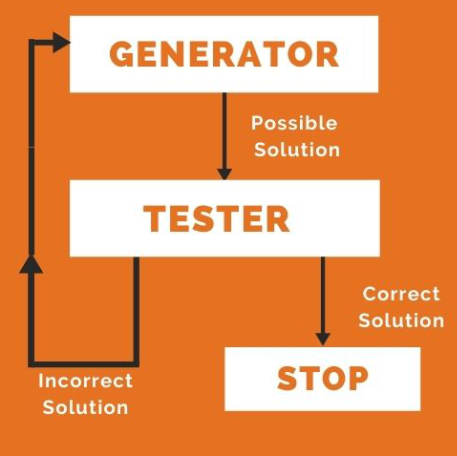 GENERATOR
Possible
Solution
TESTER
Correct
Solution
STOP
Incorrect
Solution